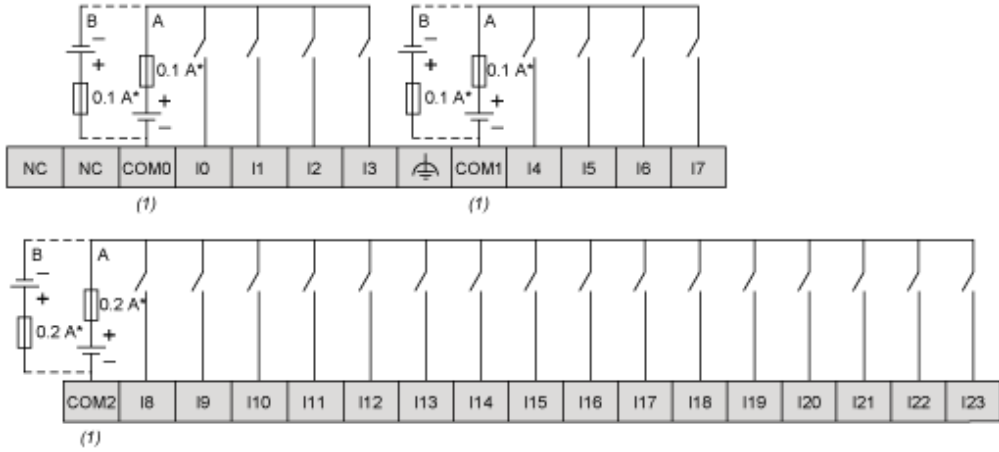 B A B A
0.1 A* 0.1 A*
0.1 A* 0.1 A*
NC NC COM0 I0 I1 I2 I3 COM1 I4 I5 I6 I7
(1) (1)
B A
0.2 A*
0.2 A*
COM2 I8 I9 I10 I11 I12 I13 I14 I15 I16 I17 I18 I19 I20 I21 I22 I23
(1)